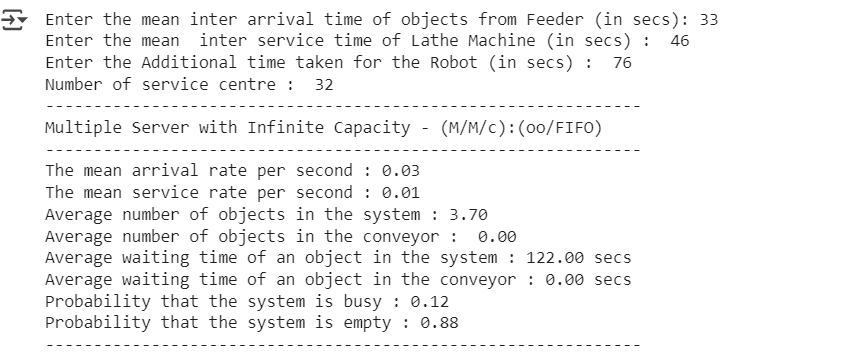 Enter the mean inter arrival time of objects from Feeder (in secs): 33
Enter the mean  inter service time of Lathe Machine (in secs) :  46
Enter the Additional time taken for the Robot (in secs) :  76
Number of service centre :  32
--------------------------------------------------------------
Multiple Server with Infinite Capacity - (M/M/c):(oo/FIFO)
--------------------------------------------------------------
The mean arrival rate per second : 0.03
The mean service rate per second : 0.01
Average number of objects in the system : 3.70
Average number of objects in the conveyor :  0.00
Average waiting time of an object in the system : 122.00 secs
Average waiting time of an object in the conveyor : 0.00 secs
Probability that the system is busy : 0.12
Probability that the system is empty : 0.88
--------------------------------------------------------------